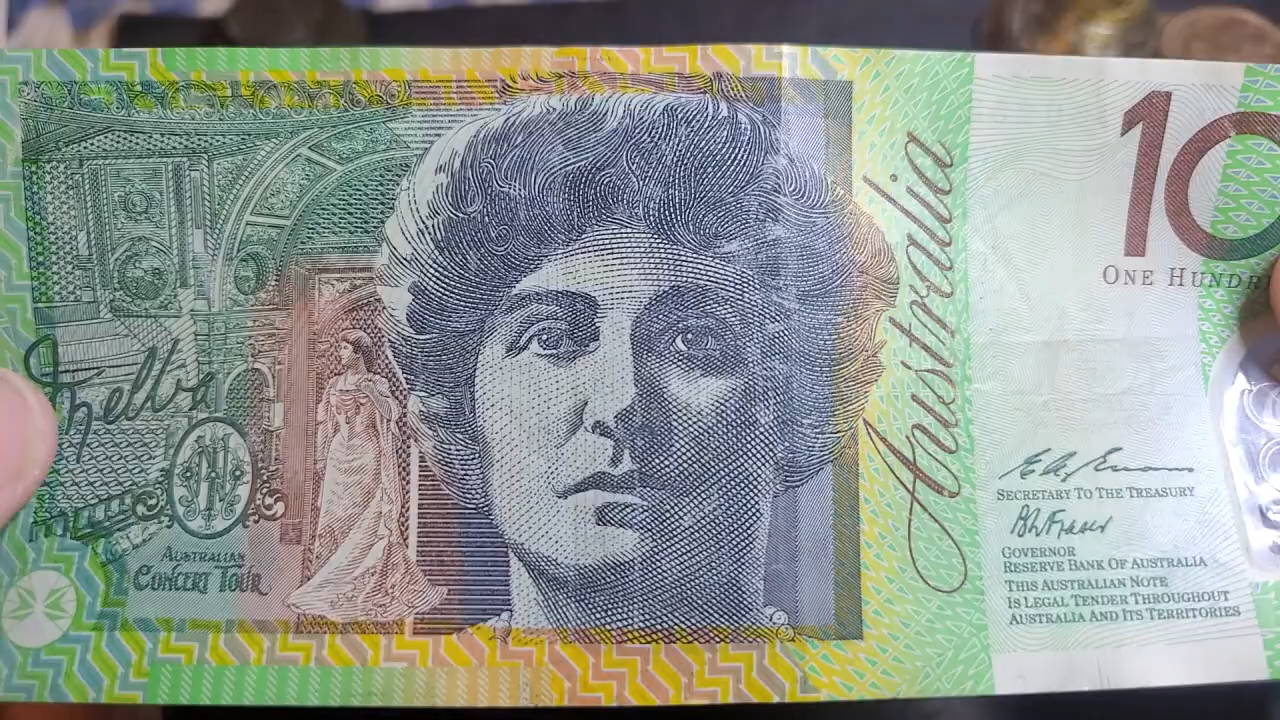 Melba
AUSTRALIAN
CONCERT TOUR
Australia
10
ONE HUNDR
SECRETARY TO THE TREASURY
GOVERNOR
RESERVE BANK OF AUSTRALIA
THIS AUSTRALIAN NOTE
IS LEGAL TENDER THROUGHOUT
AUSTRALIA AND ITS TERRITORIES